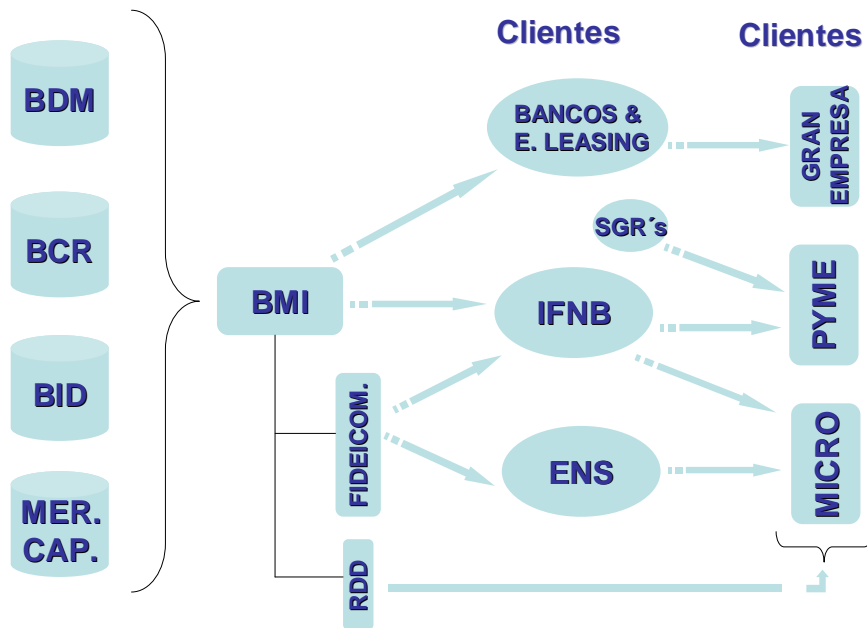 Clientes
Clientes
BDM
BCR
BID
MER.
CAP.
BMI
FIDEICOM.
RDD
BANCOS &
E. LEASING
SGR´s
IFNB
ENS
GRAN
EMPRESA
PYME
MICRO